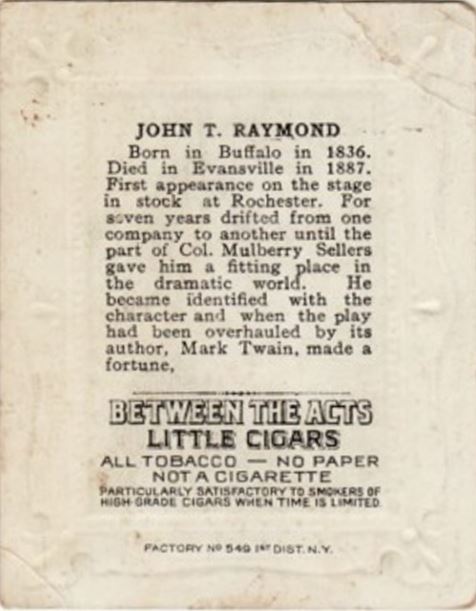 JOHN T. RAYMOND
Born in Buffalo in 1836.
Died in Evansville in 1887.
First appearance on the stage
in stock at Rochester. For
seven years drifted from one
company to another until the
part of Col. Mulberry Sellers
gave him a fitting place in
the dramatic world. He
became identified with the
character and when the play
had been overhauled by its
author, Mark Twain, made a
fortune,
BETWEEN THE ACTS
LITTLE CIGARS
ALL TOBACCO — NO PAPER
NOT A CIGARETTE
PARTICULARLY SATISFACTORY TO SMOKERS OF
HIGH-GRADE CIGARS WHEN TIME IS LIMITED.
FACTORY Nº 549 1ST DIST. N.Y.